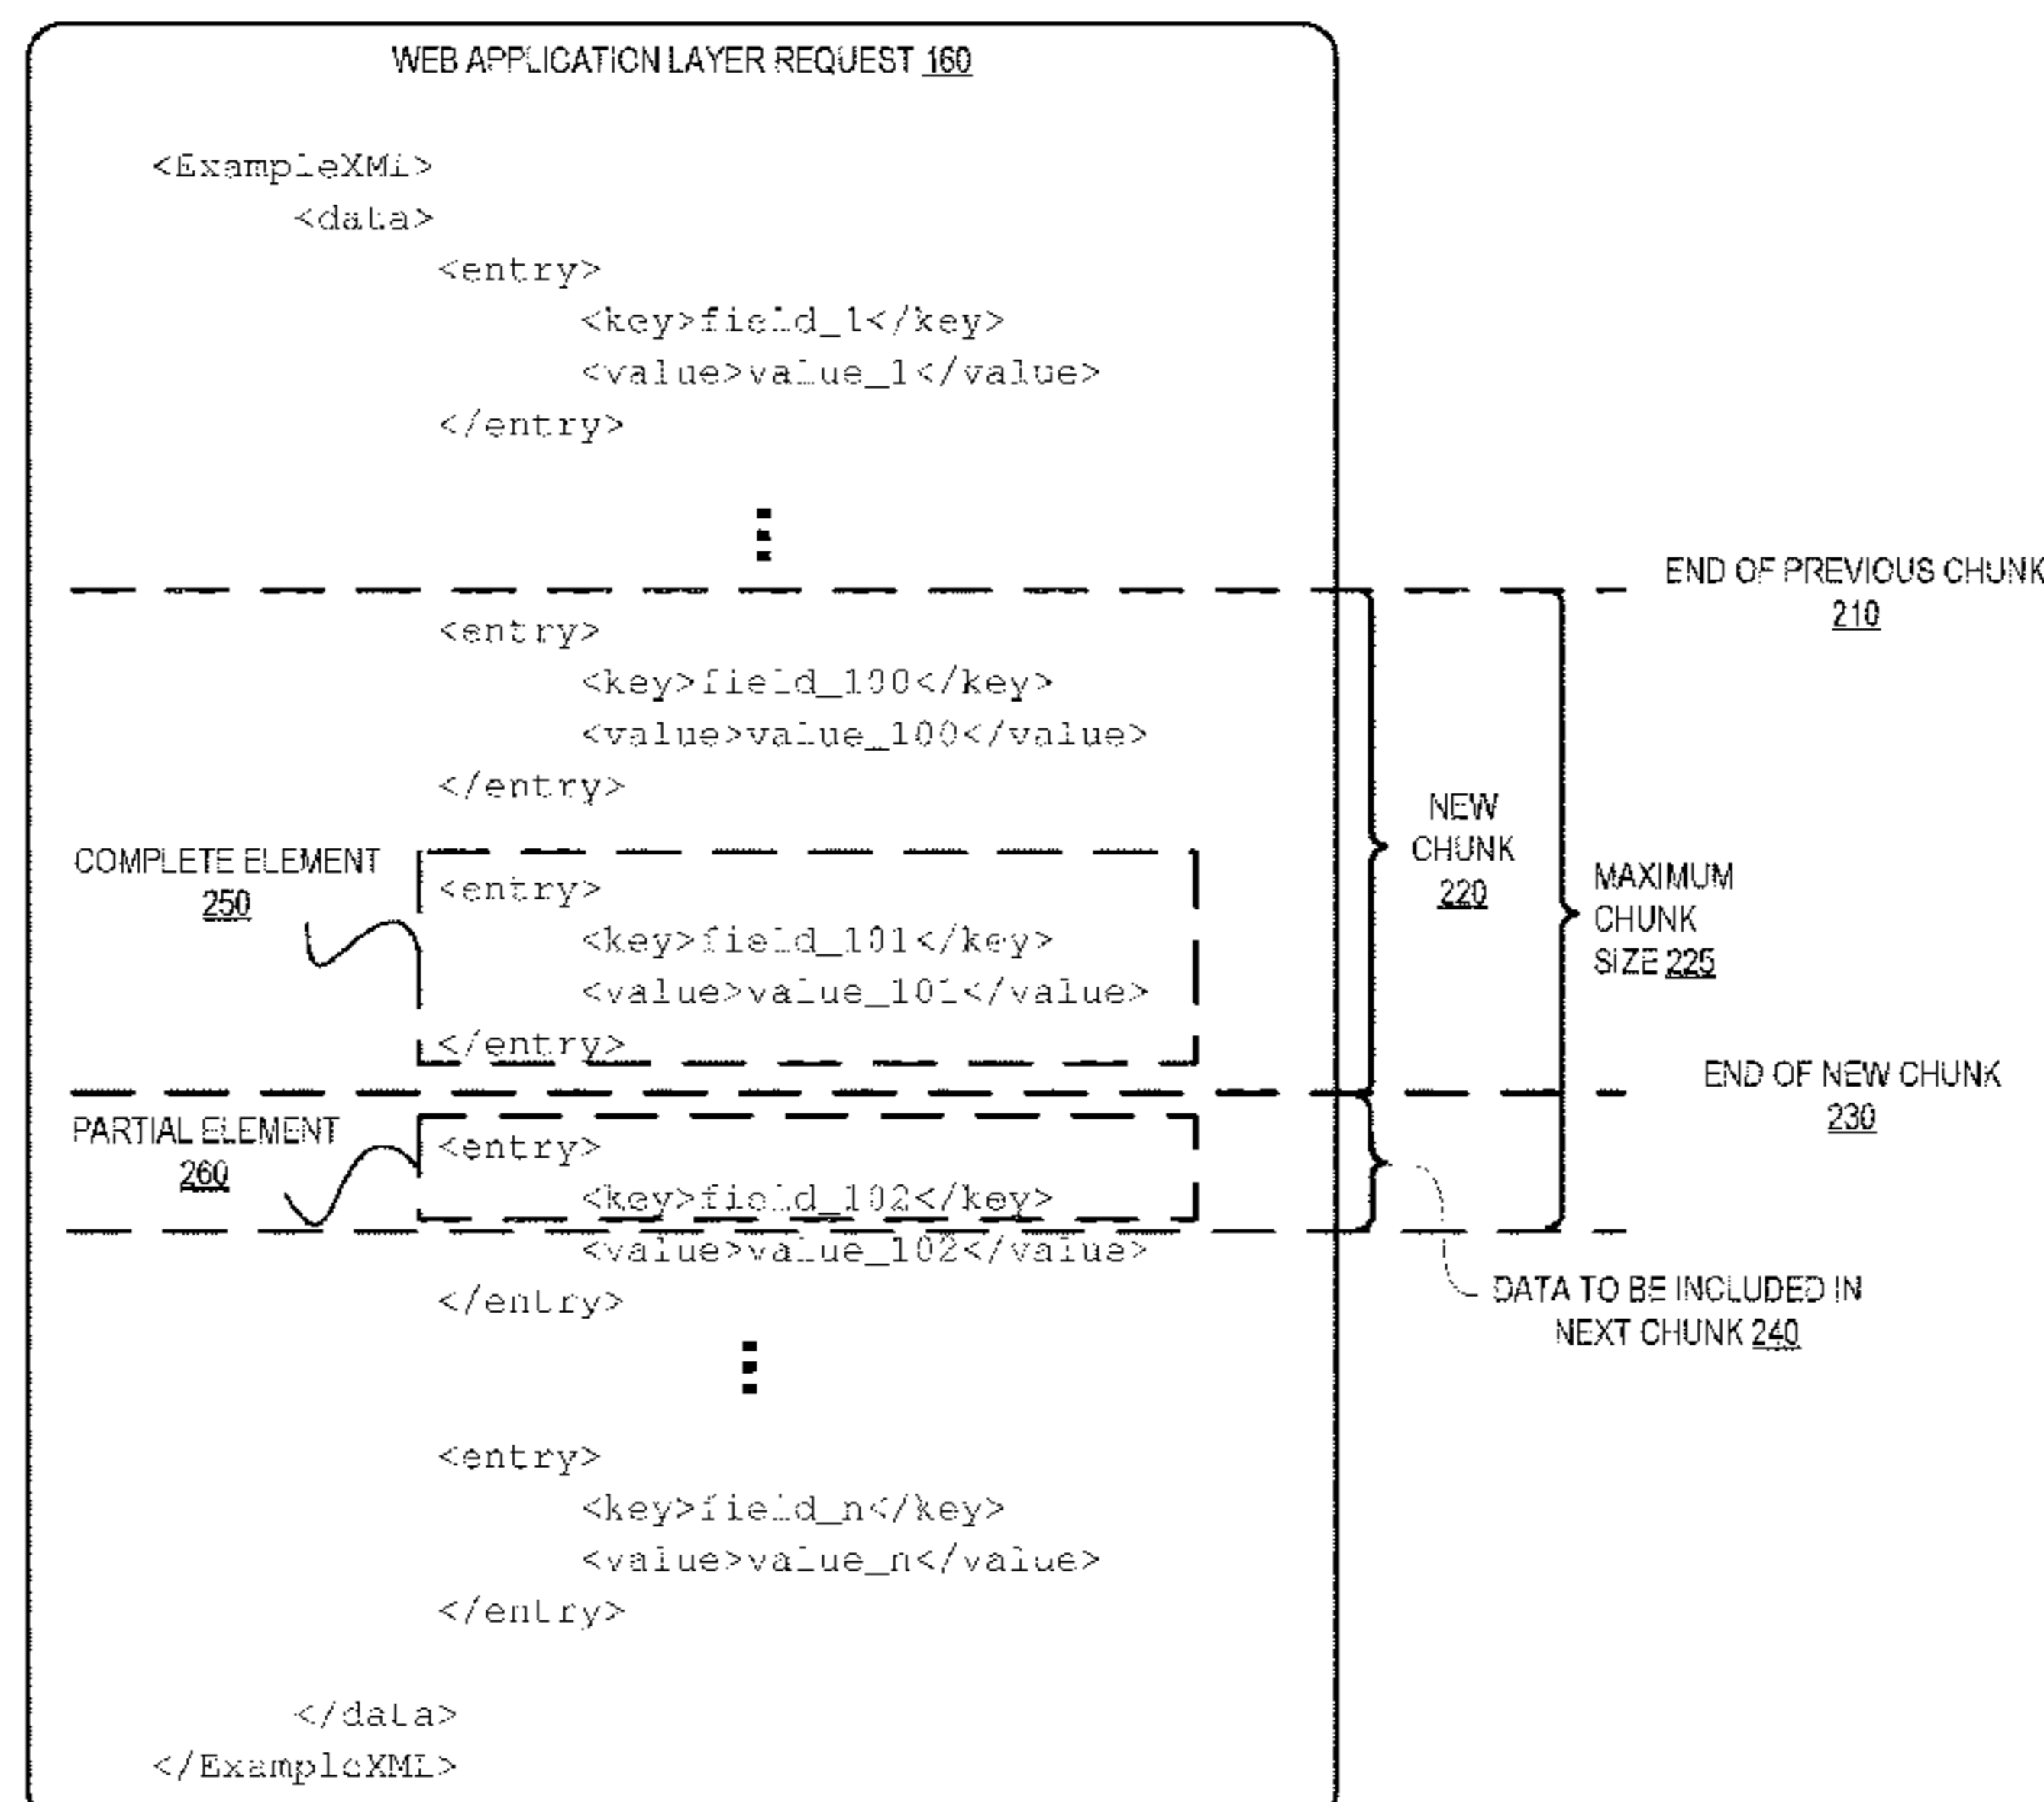 WEB APPLICATION LAYER REQUEST 160
<ExampleXML>
<data>
<entry>
<key>field_1</key>
<value>value_1</value>
</entry>
END OF PREVIOUS CHUNK
210
<entry>
<key>field_100</key>
<value>value_100</value>
</entry>
NEW
CHUNK
220
MAXIMUM
CHUNK
SIZE 225
COMPLETE ELEMENT
250
<entry>
<key>field_101</key>
<value>value_101</value>
</entry>
END OF NEW CHUNK
230
PARTIAL ELEMENT
260
<entry>
<key>field_102</key>
<value>value_102</value>
</entry>
DATA TO BE INCLUDED IN
NEXT CHUNK 240
<entry>
<key>field_n</key>
<value>value_n</value>
</entry>
</data>
</ExampleXML>